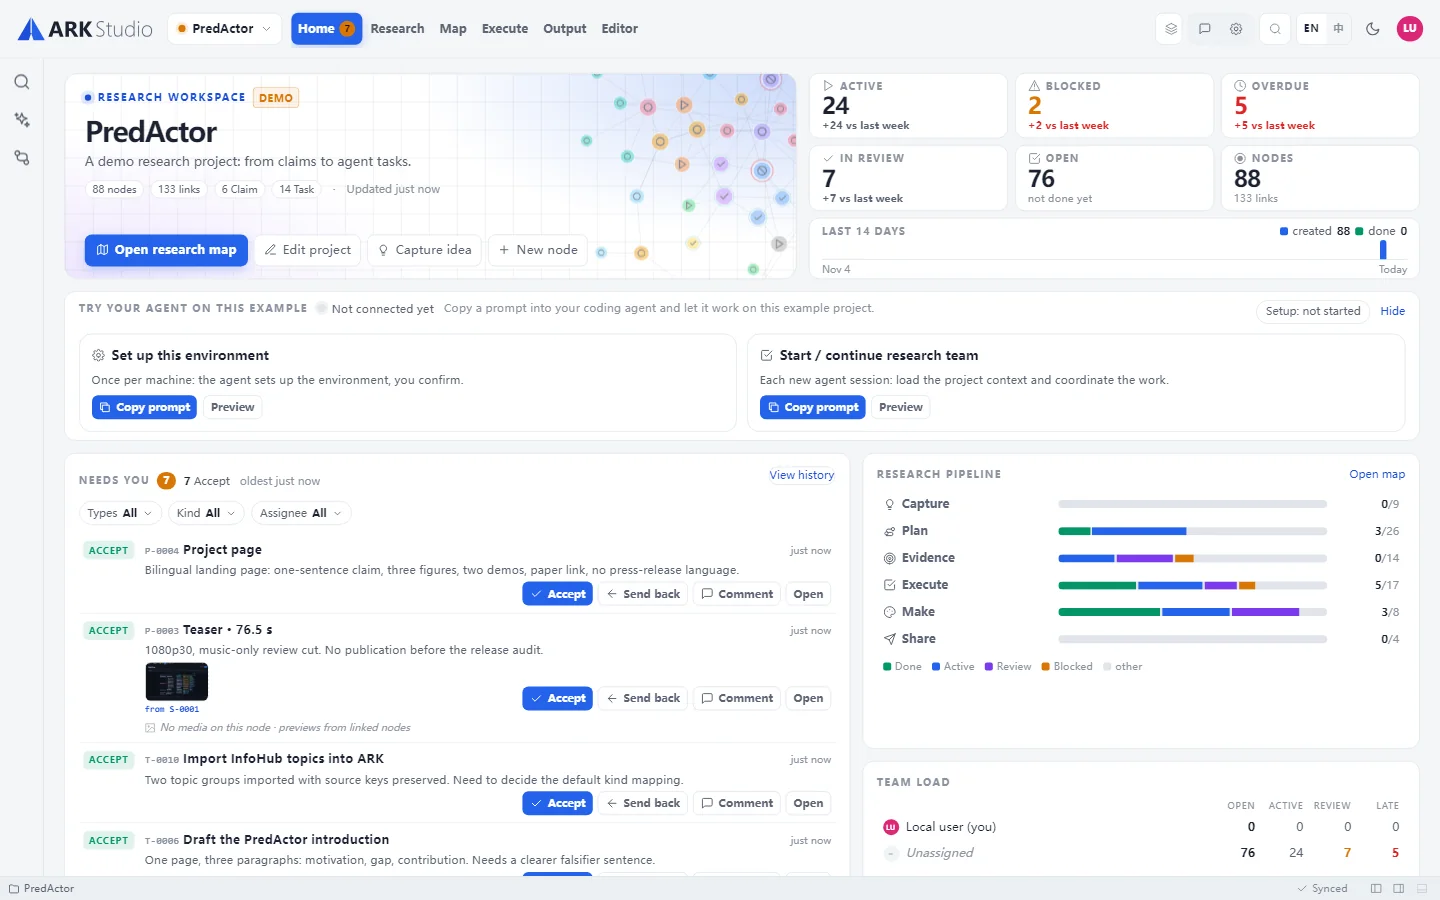 ARK Studio
PredActor
Home 7
Research
Map
Execute
Output
Editor
EN 中
LU
RESEARCH WORKSPACE DEMO
PredActor
A demo research project: from claims to agent tasks.
88 nodes 133 links 6 Claim 14 Task · Updated just now
Open research map
Edit project
Capture idea
New node
ACTIVE
24
+24 vs last week
BLOCKED
2
+2 vs last week
OVERDUE
5
+5 vs last week
IN REVIEW
7
+7 vs last week
OPEN
76
not done yet
NODES
88
133 links
LAST 14 DAYS
created 88 done 0
Nov 4
Today
TRY YOUR AGENT ON THIS EXAMPLE Not connected yet Copy a prompt into your coding agent and let it work on this example project.
Setup: not started
Hide
Set up this environment
Once per machine: the agent sets up the environment, you confirm.
Copy prompt
Preview
Start / continue research team
Each new agent session: load the project context and coordinate the work.
Copy prompt
Preview
NEEDS YOU 7 7 Accept oldest just now
View history
Types All
Kind All
Assignee All
ACCEPT P-0004 Project page just now
Bilingual landing page: one-sentence claim, three figures, two demos, paper link, no press-release language.
Accept Send back Comment Open
ACCEPT P-0003 Teaser • 76.5 s just now
1080p30, music-only review cut. No publication before the release audit.
from S-0001
Accept Send back Comment Open
No media on this node · previews from linked nodes
ACCEPT T-0010 Import InfoHub topics into ARK just now
Two topic groups imported with source keys preserved. Need to decide the default kind mapping.
Accept Send back Comment Open
ACCEPT T-0006 Draft the PredActor introduction just now
One page, three paragraphs: motivation, gap, contribution. Needs a clearer falsifier sentence.
RESEARCH PIPELINE
Open map
Capture 0/9
Plan 3/26
Evidence 0/14
Execute 5/17
Make 3/8
Share 0/4
Done Active Review Blocked other
TEAM LOAD
OPEN ACTIVE REVIEW LATE
LU Local user (you) 0 0 0 0
- Unassigned 76 24 7 5
PredActor
Synced